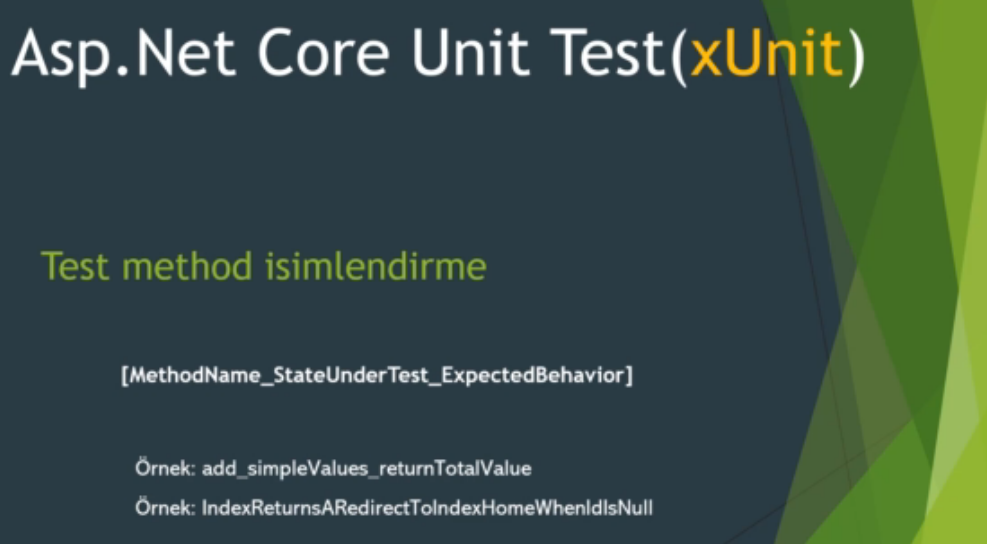 Asp.Net Core Unit Test(xUnit)
Test method isimlendirme
[MethodName_StateUnderTest_ExpectedBehavior]
Örnek: add_simpleValues_returnTotalValue
Örnek: IndexReturnsARedirectToIndexHomeWhenIdIsNull